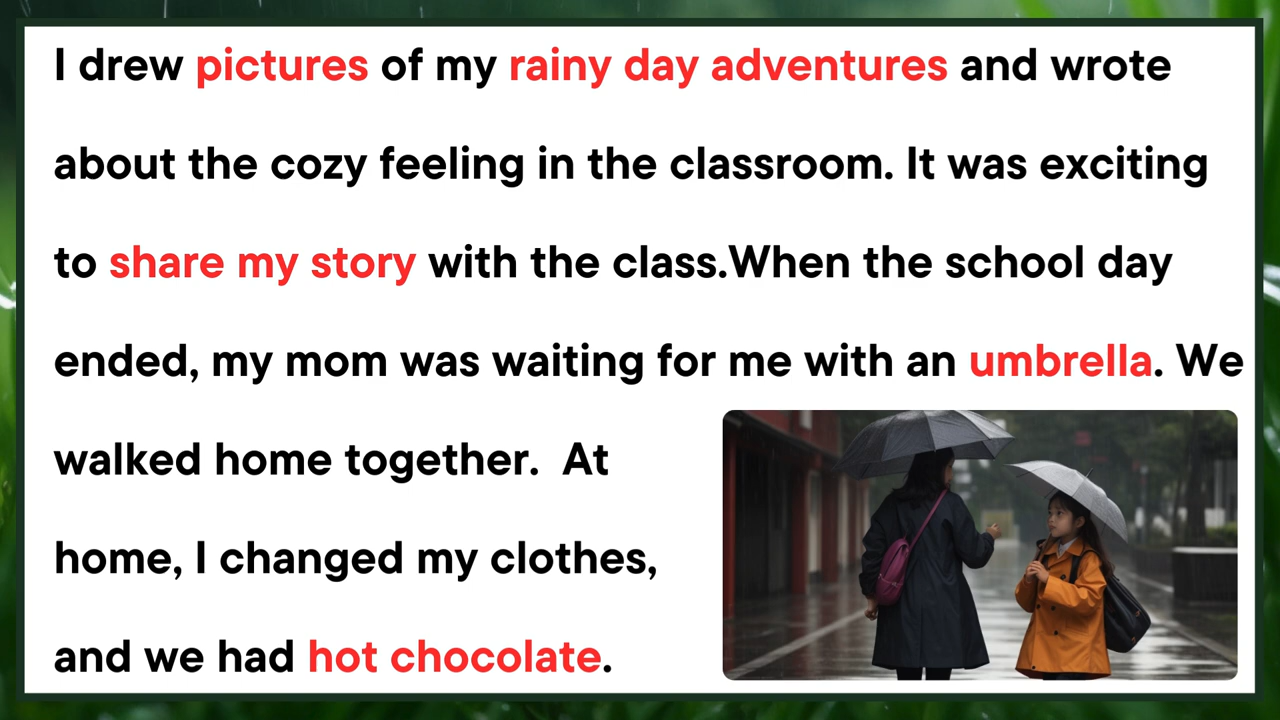 I drew pictures of my rainy day adventures and wrote
about the cozy feeling in the classroom. It was exciting
to share my story with the class.When the school day
ended, my mom was waiting for me with an umbrella. We
walked home together.  At
home, I changed my clothes,
and we had hot chocolate.